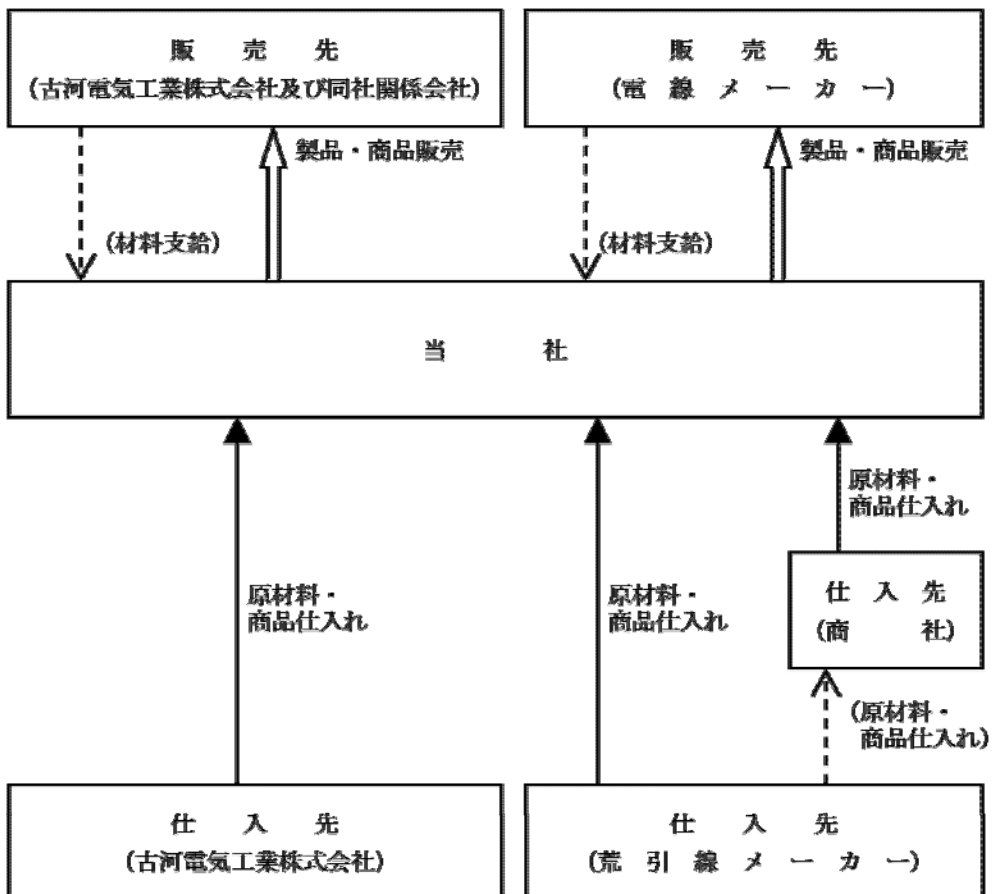 販売先
(古河電気工業株式会社及び同社関係会社)
販売先
(電線メーカー)
製品・商品販売
製品・商品販売
(材料支給)
(材料支給)
当社
原材料・
商品仕入れ
原材料・
商品仕入れ
原材料・
商品仕入れ
仕入先
(商社)
(原材料・
商品仕入れ)
仕入先
(古河電気工業株式会社)
仕入先
(荒引線メーカー)